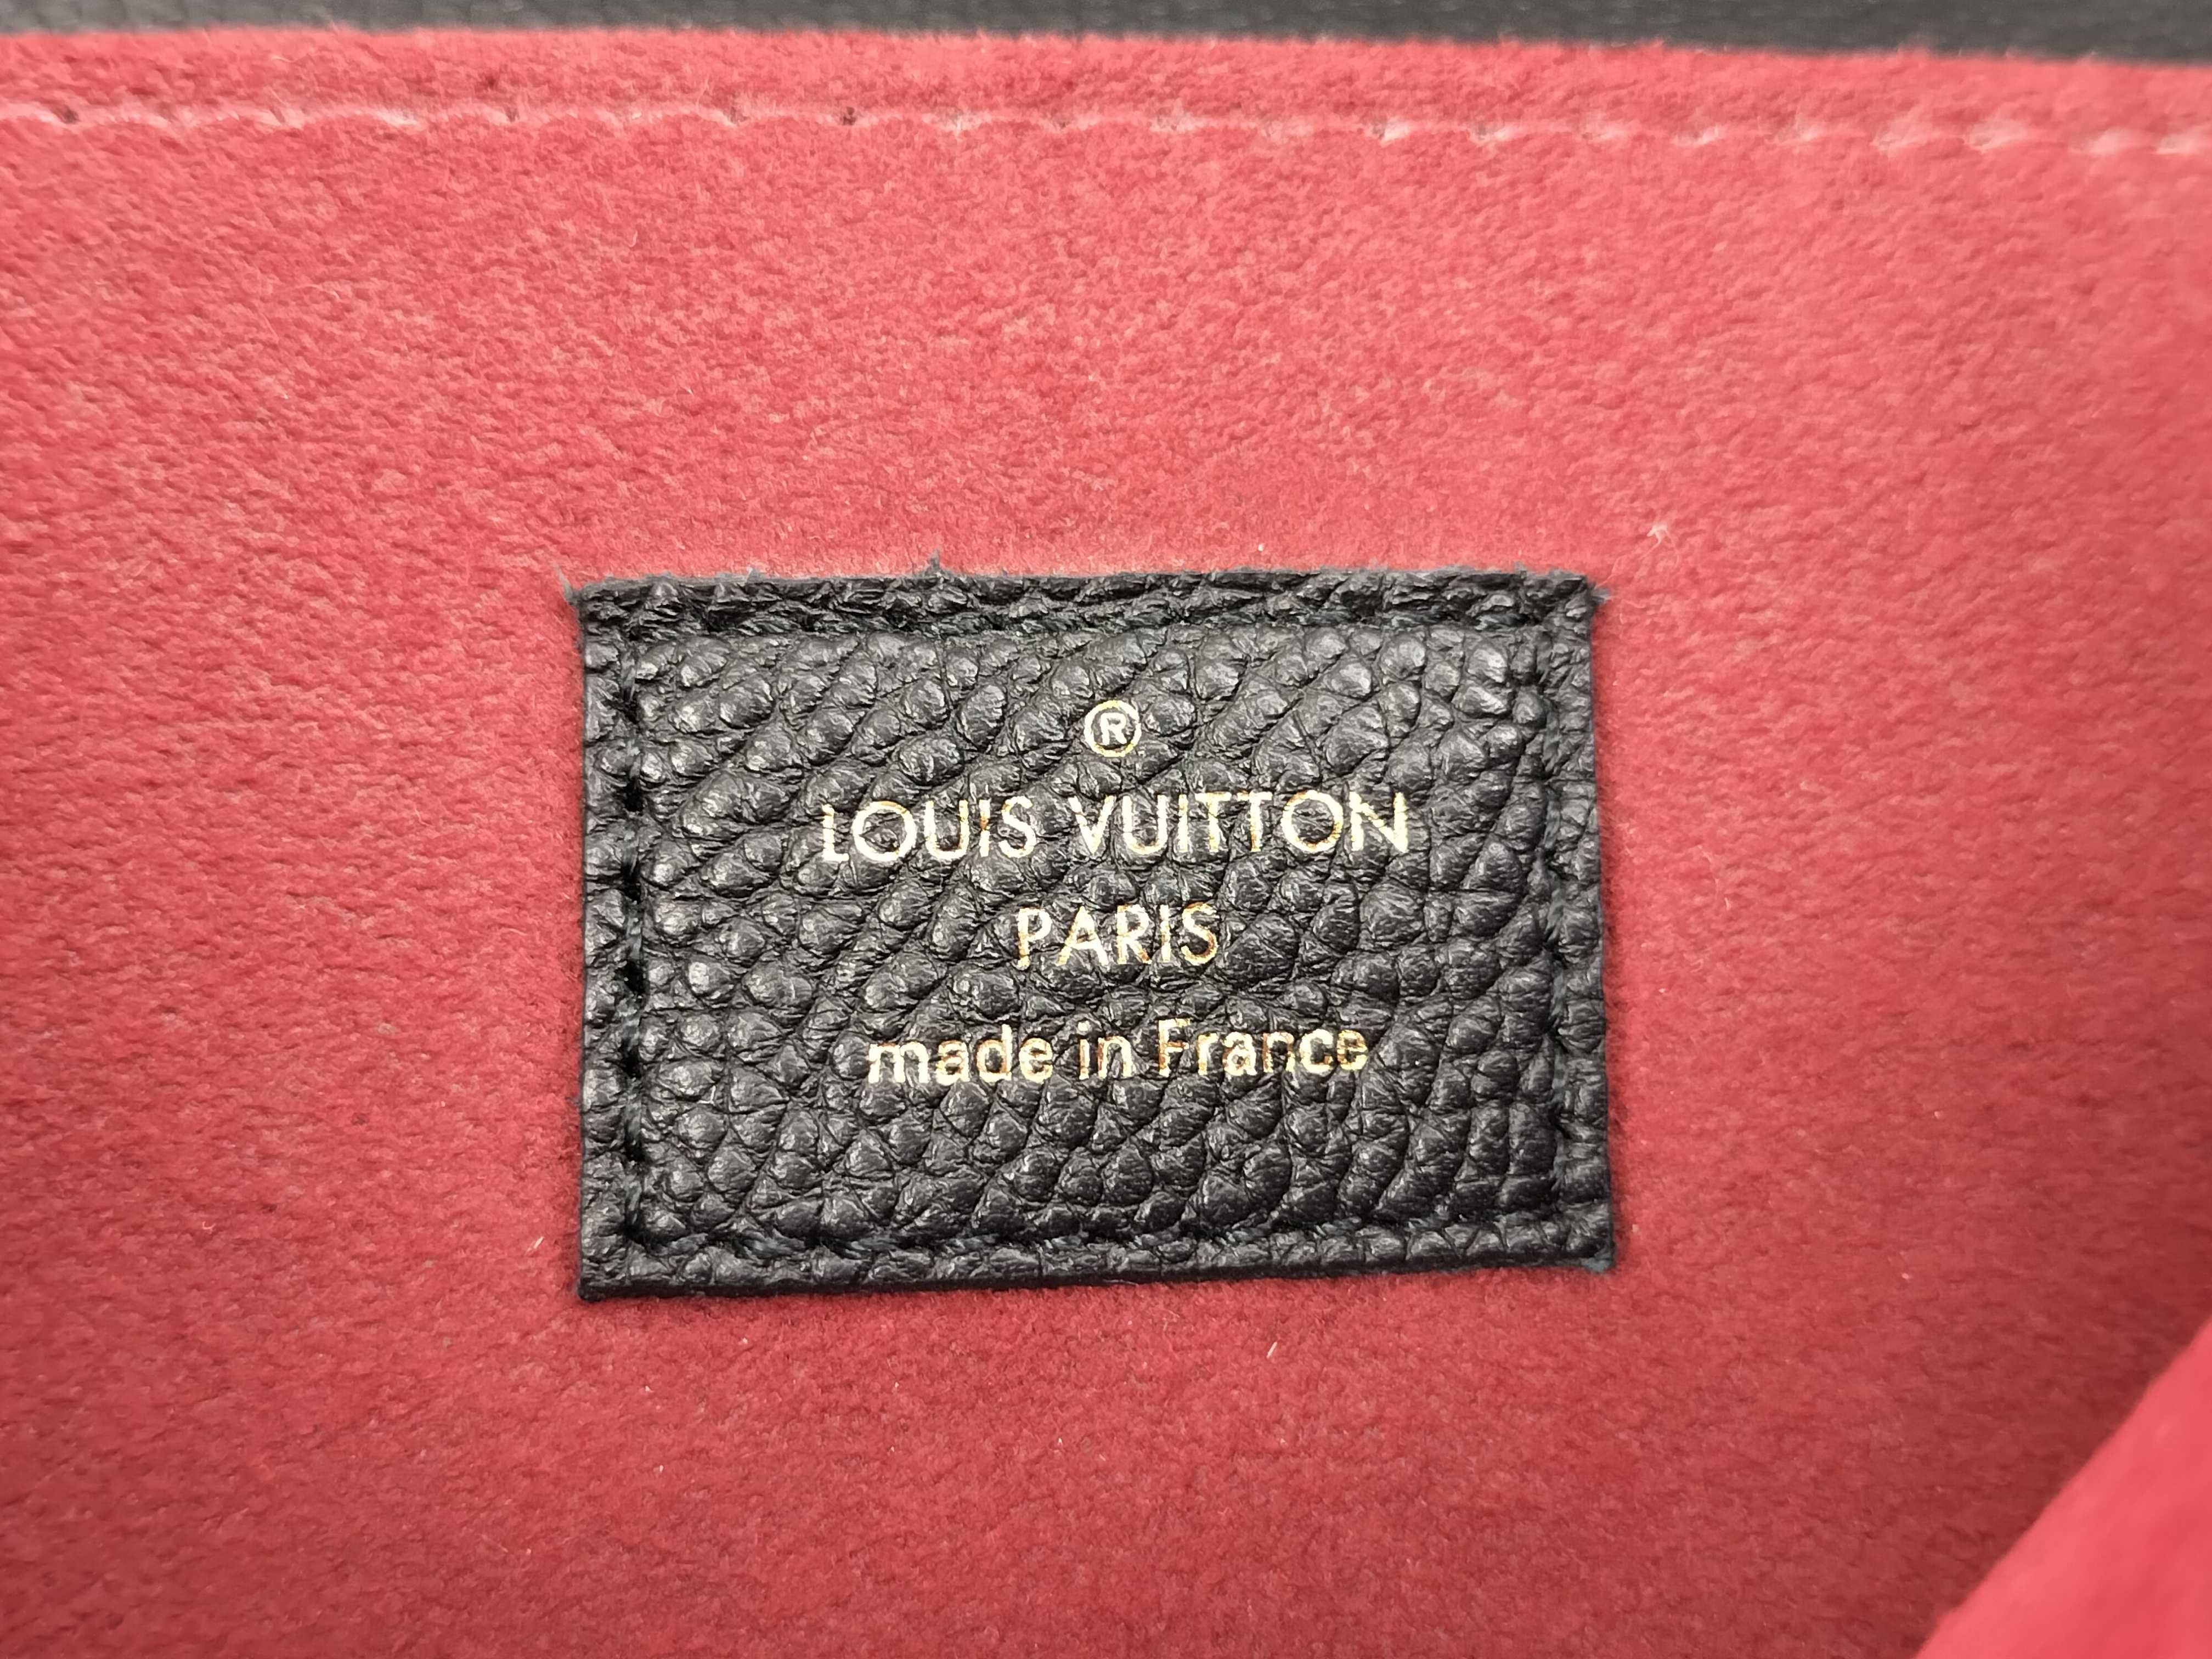 ®
LOUIS VUITTON
PARIS
made in France